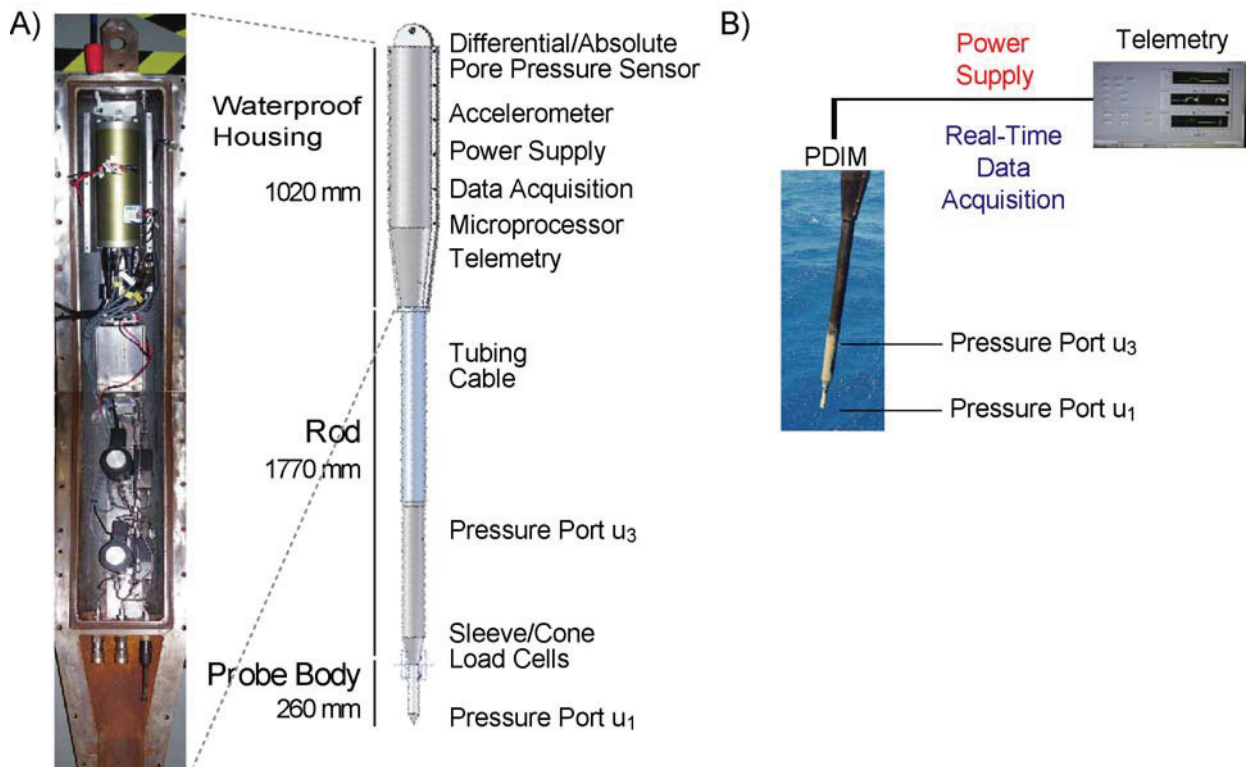 A)
Waterproof
Housing
1020 mm
Rod
1770 mm
Probe Body
260 mm
Differential/Absolute
Pore Pressure Sensor
Accelerometer
Power Supply
Data Acquisition
Microprocessor
Telemetry
Tubing
Cable
Pressure Port u₃
Sleeve/Cone
Load Cells
Pressure Port u₁
B)
Power
Supply
Telemetry
PDIM
Real-Time
Data
Acquisition
Pressure Port u₃
Pressure Port u₁